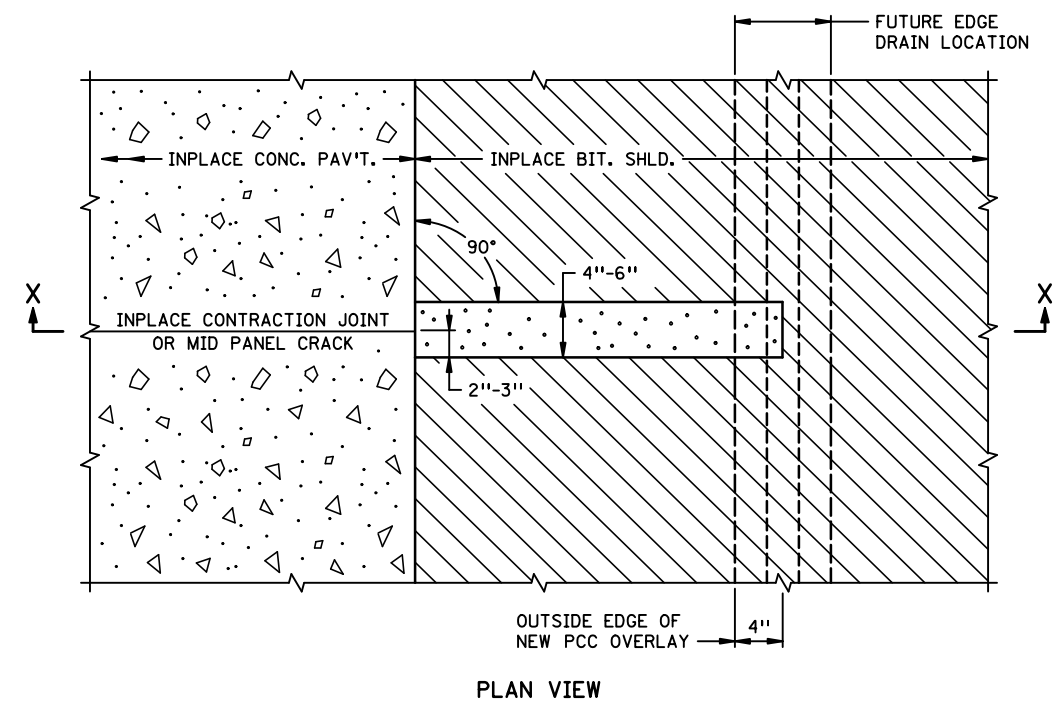 FUTURE EDGE
DRAIN LOCATION
INPLACE CONC. PAV'T.
INPLACE BIT. SHLD.
90°
4"-6"
X
X
INPLACE CONTRACTION JOINT
OR MID PANEL CRACK
2"-3"
OUTSIDE EDGE OF
NEW PCC OVERLAY
4"
PLAN VIEW